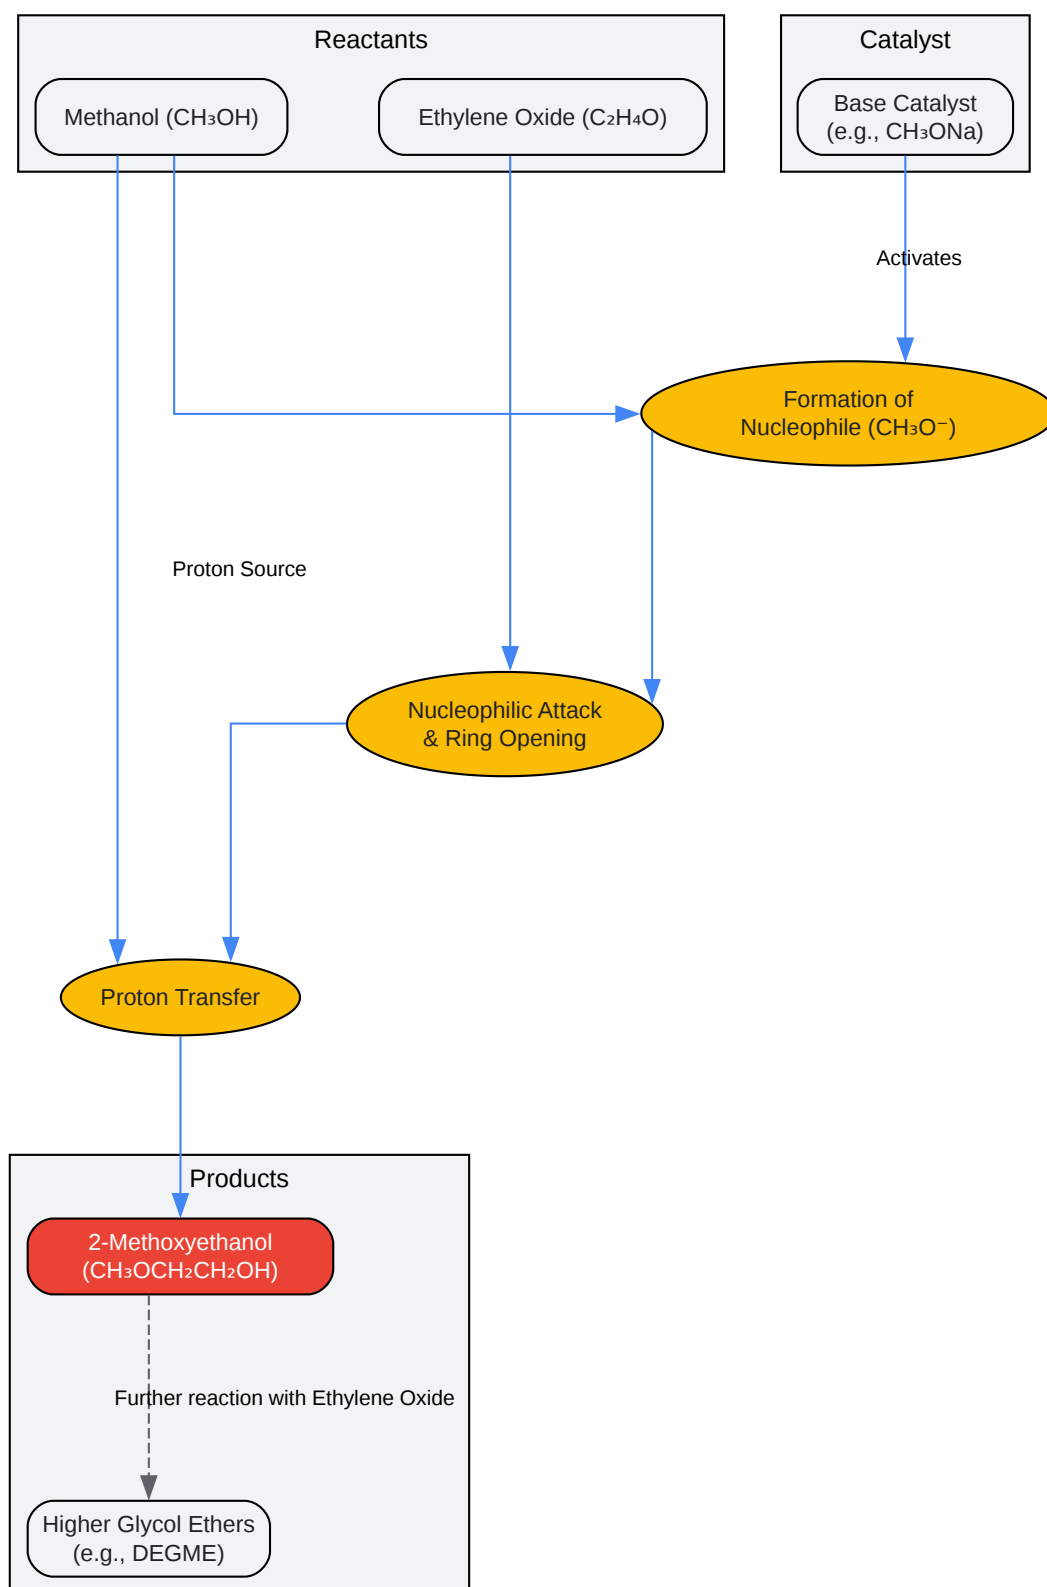 Reactants
Catalyst
Methanol (CH₃OH)
Ethylene Oxide (C₂H₄O)
Base Catalyst
(e.g., CH₃ONa)
Activates
Formation of
Nucleophile (CH₃O⁻)
Proton Source
Nucleophilic Attack
& Ring Opening
Proton Transfer
Products
2-Methoxyethanol
(CH₃OCH₂CH₂OH)
Further reaction with Ethylene Oxide
Higher Glycol Ethers
(e.g., DEGME)